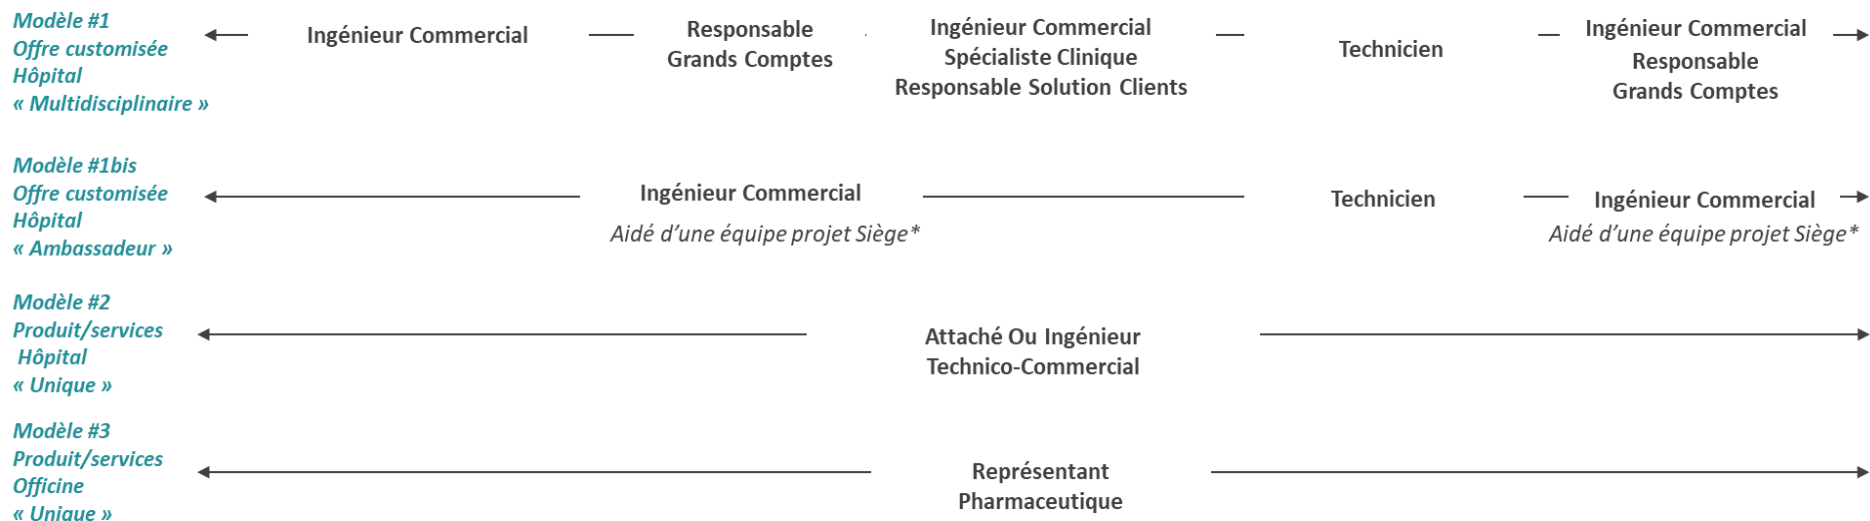 Modèle #1
Offre customisée
Hôpital
« Multidisciplinaire »
Ingénieur Commercial
Responsable
Grands Comptes
Ingénieur Commercial
Spécialiste Clinique
Responsable Solution Clients
Technicien
Ingénieur Commercial
Responsable
Grands Comptes
Modèle #1bis
Offre customisée
Hôpital
« Ambassadeur »
Ingénieur Commercial
Aidé d'une équipe projet Siège*
Technicien
Ingénieur Commercial
Aidé d'une équipe projet Siège*
Modèle #2
Produit/services
Hôpital
« Unique »
Attaché Ou Ingénieur
Technico-Commercial
Modèle #3
Produit/services
Officine
« Unique »
Représentant
Pharmaceutique